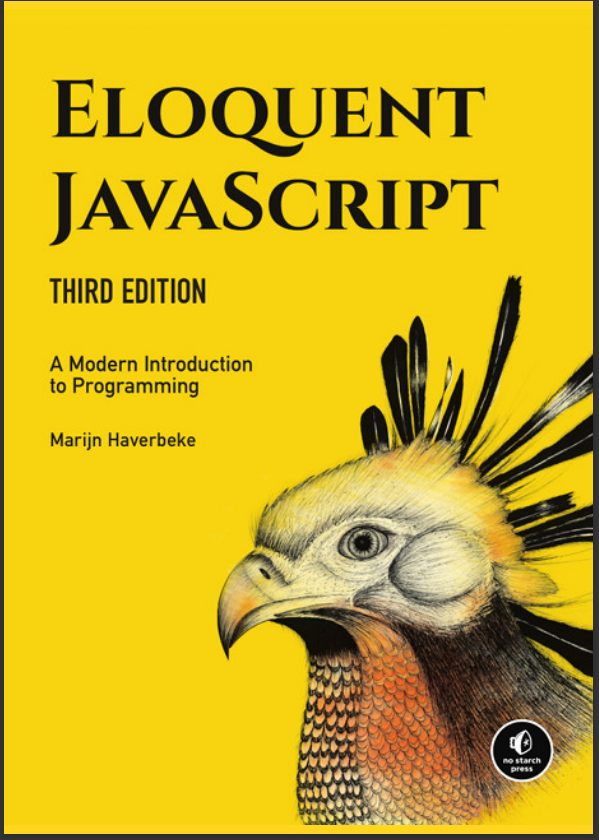 ELOQUENT
JAVASCRIPT
THIRD EDITION
A Modern Introduction
to Programming
Marijn Haverbeke
no starch
press